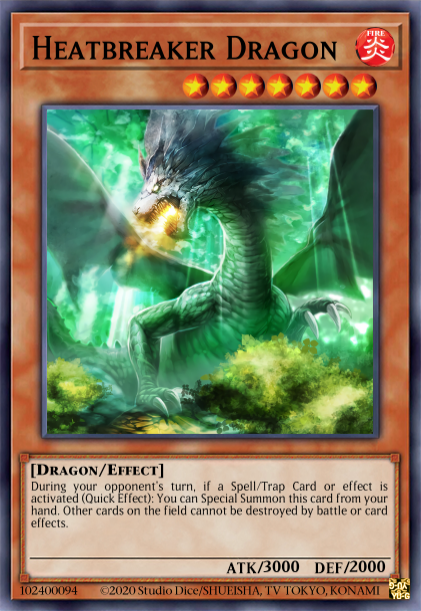 Heatbreaker Dragon
FIRE
炎
[Dragon/Effect]
During your opponent's turn, if a Spell/Trap Card or effect is
activated (Quick Effect): You can Special Summon this card from your
hand. Other cards on the field cannot be destroyed by battle or card
effects.
ATK/3000 DEF/2000
102400094 ©2020 Studio Dice/SHUEISHA, TV TOKYO, KONAMI